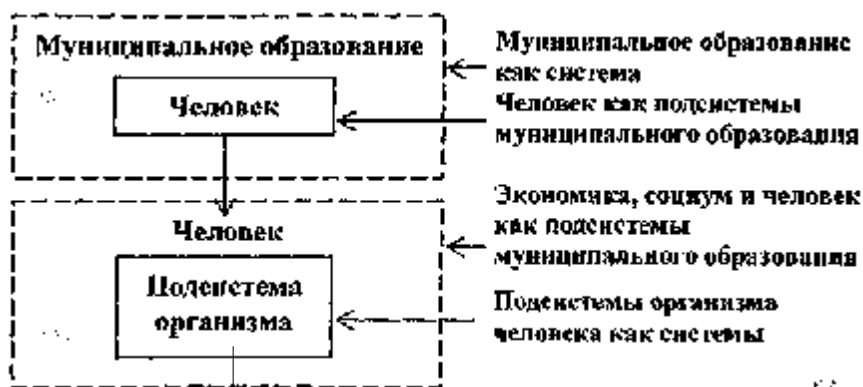 Муниципальное образование
Человек
Муниципальное образование
как система
Человек как подсистемы
муниципального образования
Человек
Подсистема
организма
Экономика, социум и человек
как подсистемы
муниципального образования
Подсистемы организма
человека как системы